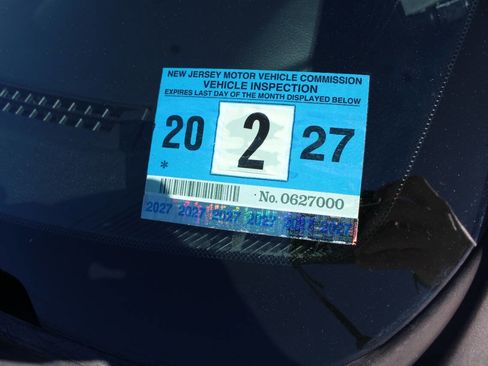 NEW JERSEY MOTOR VEHICLE COMMISSION
VEHICLE INSPECTION
EXPIRES LAST DAY OF THE MONTH DISPLAYED BELOW
20 2 27
*
No. 0627000
2027 2027 2027 2027 2027 2027